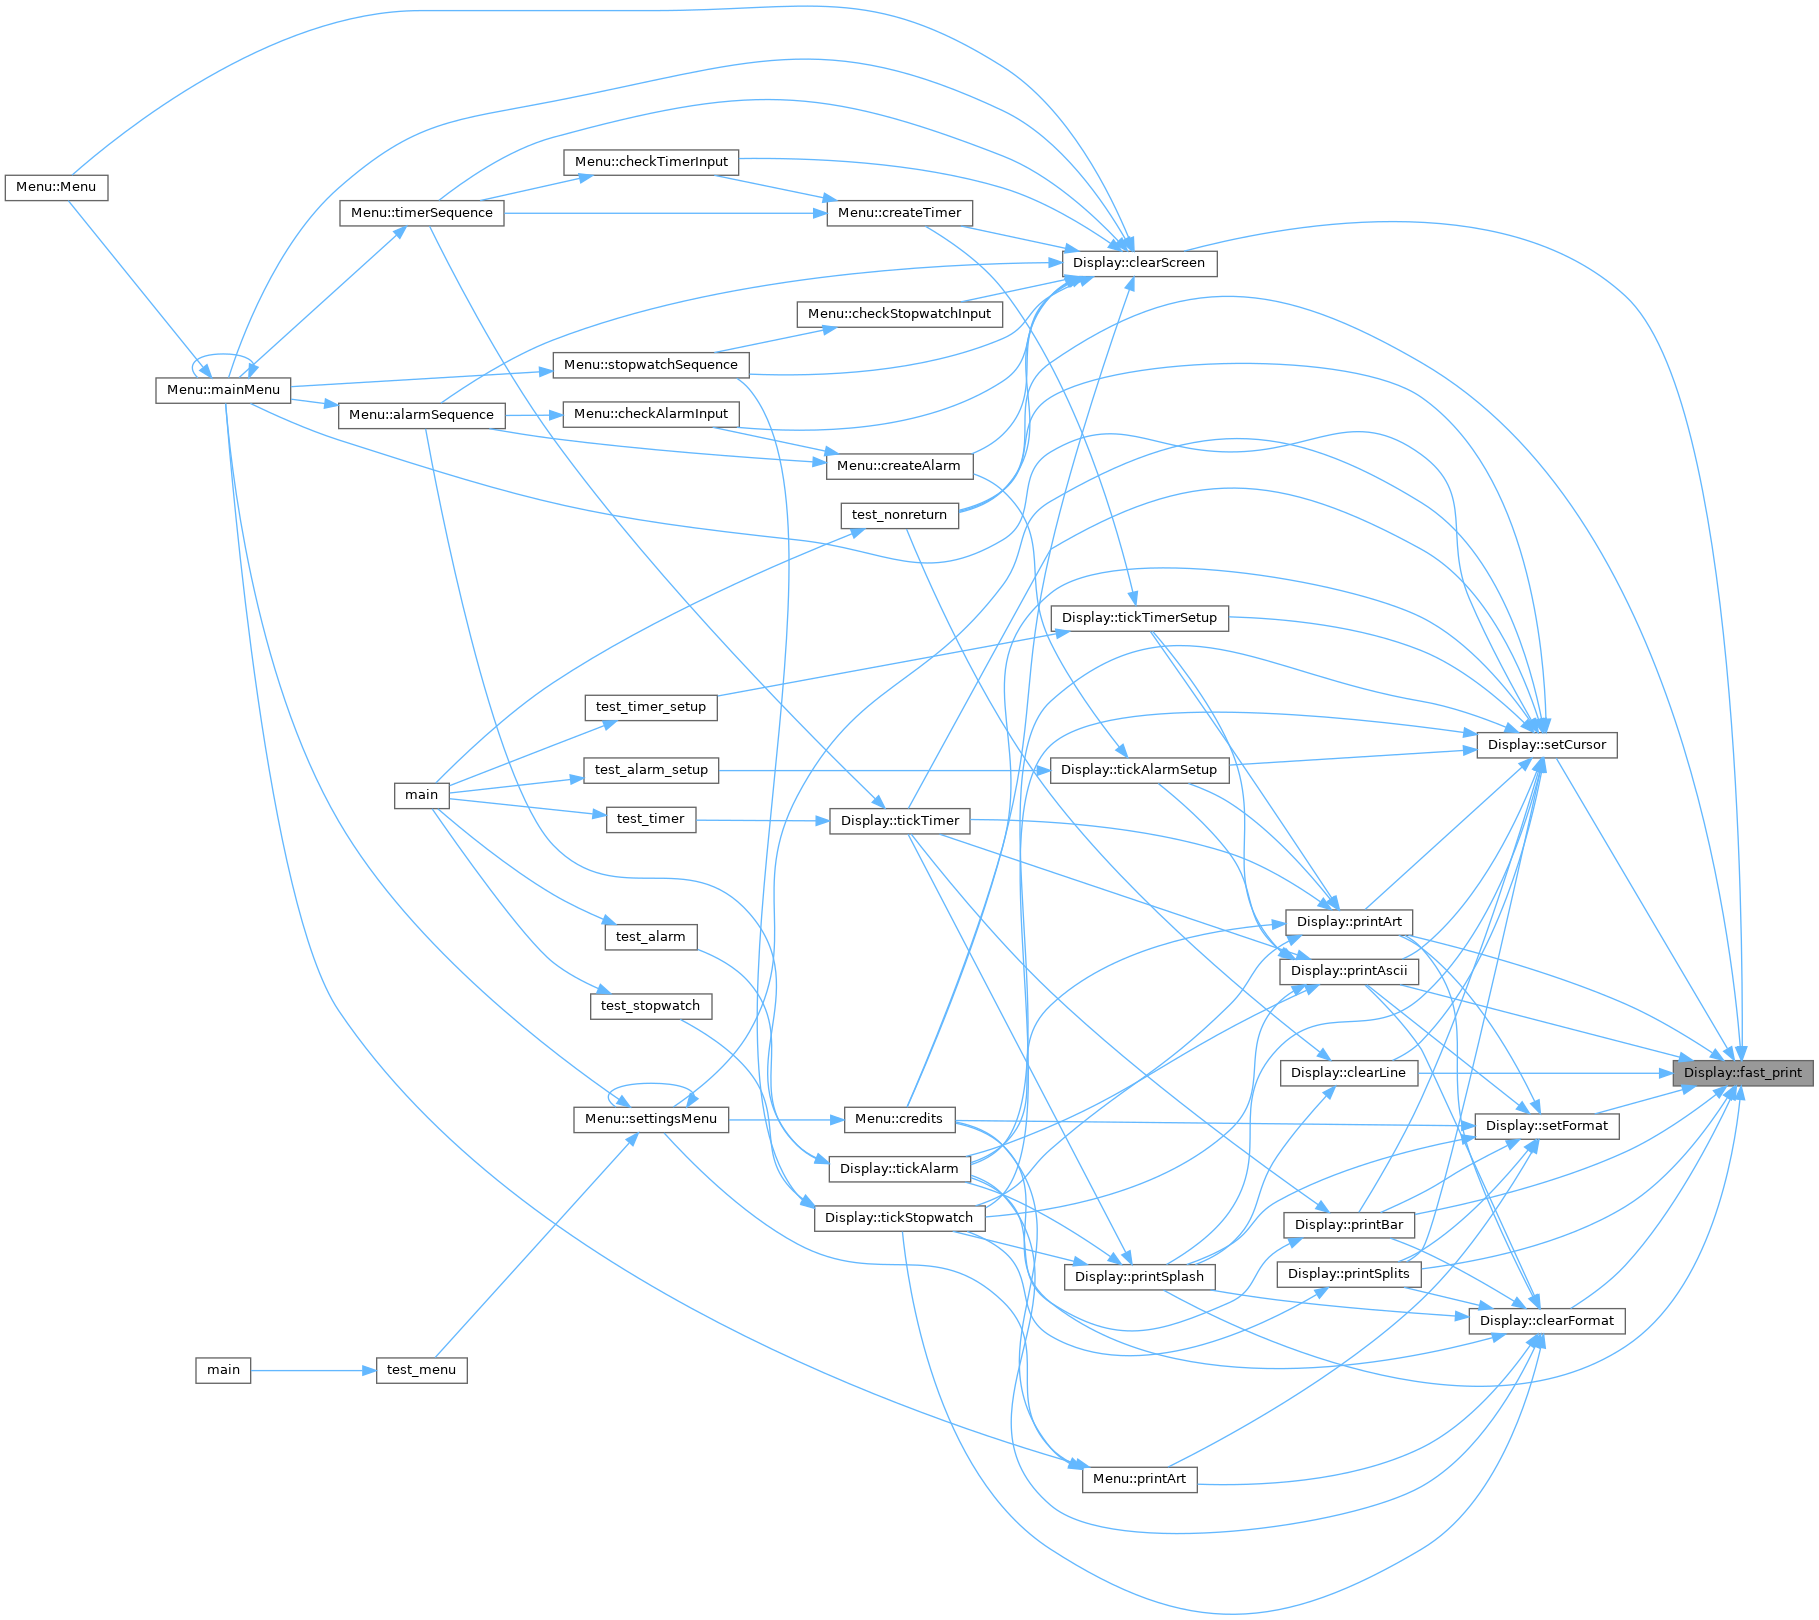 Menu::checkTimerInput
Menu::Menu
Menu::timerSequence
Menu::createTimer
Display::clearScreen
Menu::checkStopwatchInput
Menu::stopwatchSequence
Menu::mainMenu
Menu::alarmSequence
Menu::checkAlarmInput
Menu::createAlarm
test_nonreturn
Display::tickTimerSetup
test_timer_setup
Display::setCursor
test_alarm_setup
Display::tickAlarmSetup
main
test_timer
Display::tickTimer
Display::printArt
test_alarm
Display::printAscii
test_stopwatch
Display::clearLine
Display::fast_print
Menu::settingsMenu
Menu::credits
Display::setFormat
Display::tickAlarm
Display::tickStopwatch
Display::printBar
Display::printSplash
Display::printSplits
Display::clearFormat
main
test_menu
Menu::printArt